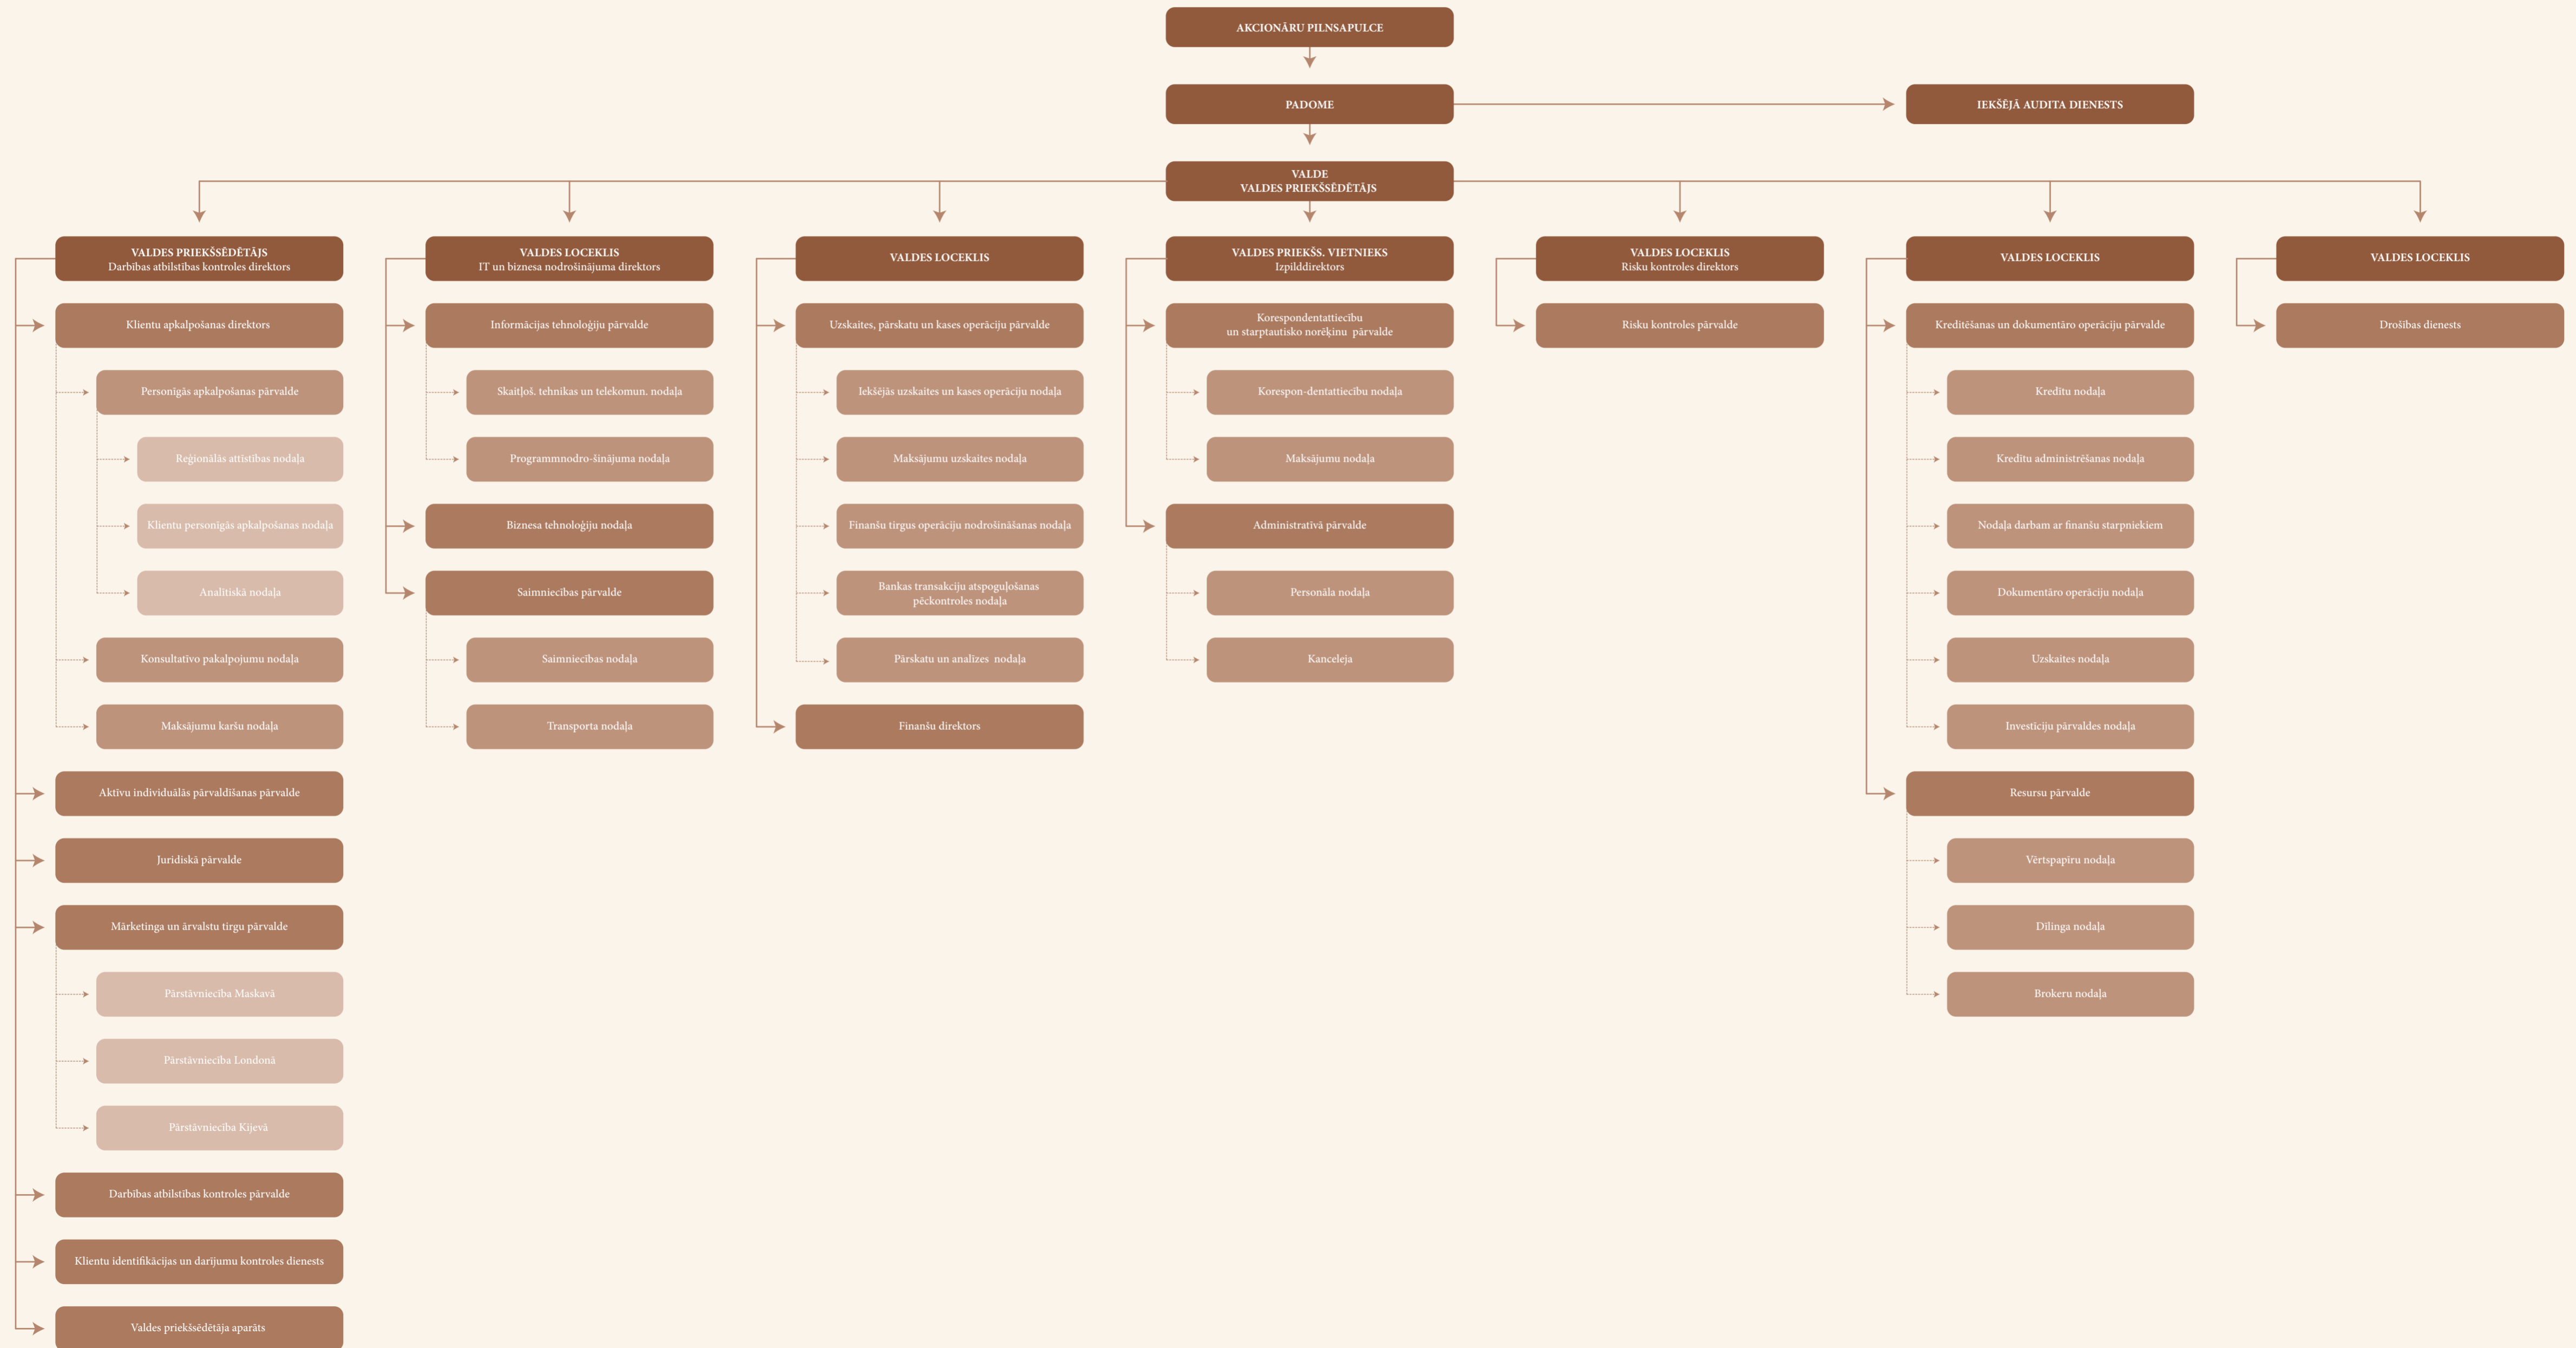 AKCIONĀRU PILNSAPULCE
PADOME
IEKŠĒJĀ AUDITA DIENESTS
VALDE
VALDES PRIEKŠSĒDĒTĀJS
VALDES PRIEKŠSĒDĒTĀJS
Darbības atbilstības kontroles direktors
Klientu apkalpošanas direktors
Personīgās apkalpošanas pārvalde
Reģionālās attīstības nodaļa
Klientu personīgās apkalpošanas nodaļa
Analītiskā nodaļa
Konsultatīvo pakalpojumu nodaļa
Maksājumu karšu nodaļa
Aktīvu individuālās pārvaldīšanas pārvalde
Juridiskā pārvalde
Mārketinga un ārvalstu tirgu pārvalde
Pārstāvniecība Maskavā
Pārstāvniecība Londonā
Pārstāvniecība Kijevā
Darbības atbilstības kontroles pārvalde
Klientu identifikācijas un darījumu kontroles dienests
Valdes priekšsēdētāja aparāts
VALDES LOCEKLIS
IT un biznesa nodrošinājuma direktors
Informācijas tehnoloģiju pārvalde
Skaitļoš. tehnikas un telekomun. nodaļa
Programmnodro-šinājuma nodaļa
Biznesa tehnoloģiju nodaļa
Saimniecības pārvalde
Saimniecības nodaļa
Transporta nodaļa
VALDES LOCEKLIS
Uzskaites, pārskatu un kases operāciju pārvalde
Iekšējās uzskaites un kases operāciju nodaļa
Maksājumu uzskaites nodaļa
Finanšu tirgus operāciju nodrošināšanas nodaļa
Bankas transakciju atspoguļošanas
pēckontroles nodaļa
Pārskatu un analīzes nodaļa
Finanšu direktors
VALDES PRIEKŠS. VIETNIEKS
Izpilddirektors
Korespondentattiecību
un starptautisko norēķinu pārvalde
Korespon-dentattiecību nodaļa
Maksājumu nodaļa
Administratīvā pārvalde
Personāla nodaļa
Kanceleja
VALDES LOCEKLIS
Risku kontroles direktors
Risku kontroles pārvalde
VALDES LOCEKLIS
Kreditēšanas un dokumentāro operāciju pārvalde
Kredītu nodaļa
Kredītu administrēšanas nodaļa
Nodaļa darbam ar finanšu starpniekiem
Dokumentāro operāciju nodaļa
Uzskaites nodaļa
Investīciju pārvaldes nodaļa
Resursu pārvalde
Vērtspapīru nodaļa
Dīlinga nodaļa
Brokeru nodaļa
VALDES LOCEKLIS
Drošības dienests